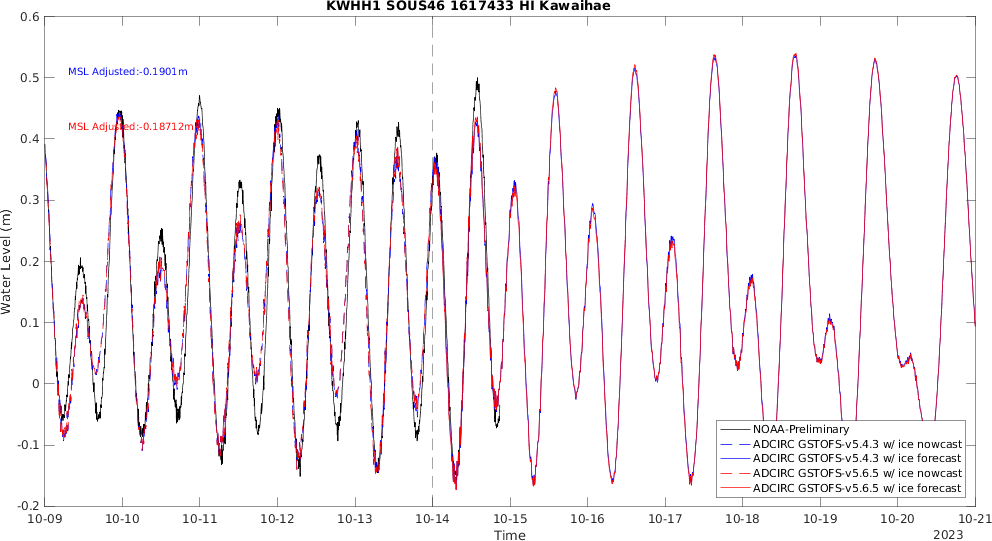 KWHH1 SOUS46 1617433 HI Kawaihae
0.6
0.5
0.4
0.3
0.2
0.1
0
-0.1
-0.2
Water Level (m)
MSL Adjusted:-0.1901m
MSL Adjusted:-0.18712m
NOAA-Preliminary
ADCIRC GSTOFS-v5.4.3 w/ ice nowcast
ADCIRC GSTOFS-v5.4.3 w/ ice forecast
ADCIRC GSTOFS-v5.6.5 w/ ice nowcast
ADCIRC GSTOFS-v5.6.5 w/ ice forecast
10-09 10-10 10-11 10-12 10-13 10-14 10-15 10-16 10-17 10-18 10-19 10-20 10-21
Time
2023